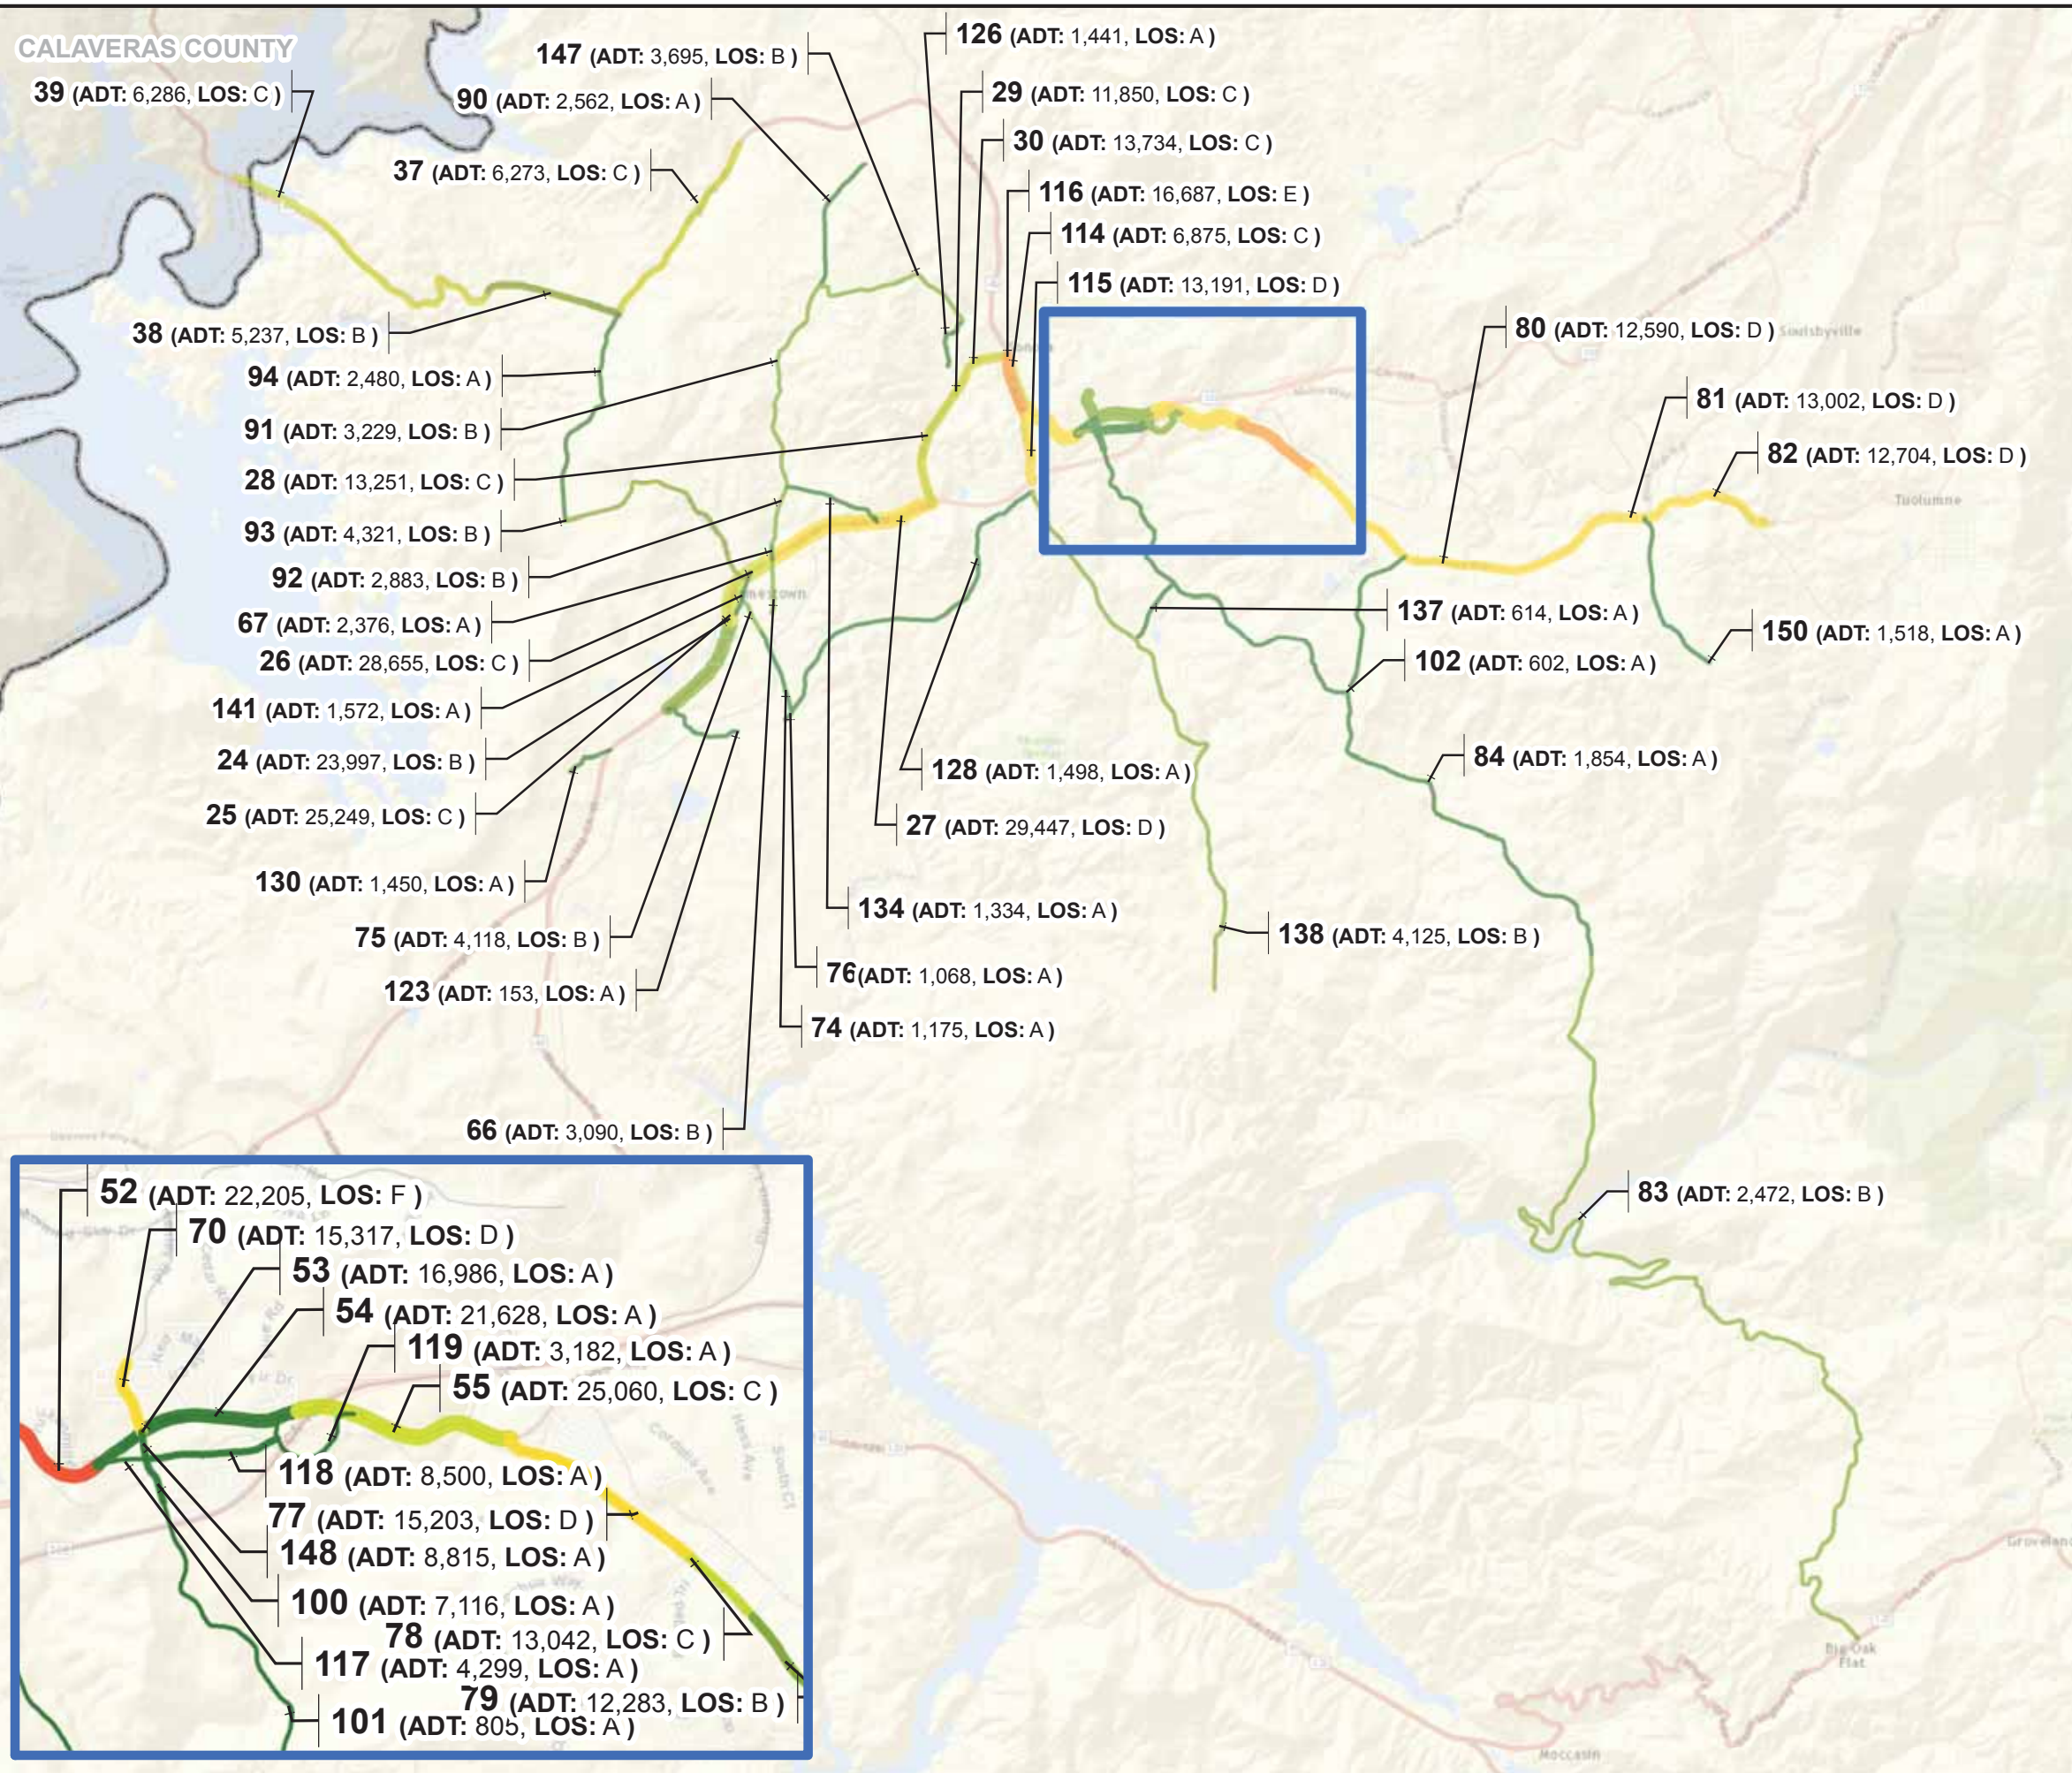 CALAVERAS COUNTY
126 (ADT: 1,441, LOS: A )
147 (ADT: 3,695, LOS: B )
39 (ADT: 6,286, LOS: C )
90 (ADT: 2,562, LOS: A )
29 (ADT: 11,850, LOS: C )
30 (ADT: 13,734, LOS: C )
37 (ADT: 6,273, LOS: C )
116 (ADT: 16,687, LOS: E )
114 (ADT: 6,875, LOS: C )
115 (ADT: 13,191, LOS: D )
38 (ADT: 5,237, LOS: B )
80 (ADT: 12,590, LOS: D )
Soulsbyville
94 (ADT: 2,480, LOS: A )
81 (ADT: 13,002, LOS: D )
91 (ADT: 3,229, LOS: B )
82 (ADT: 12,704, LOS: D )
28 (ADT: 13,251, LOS: C )
Tuolumne
93 (ADT: 4,321, LOS: B )
92 (ADT: 2,883, LOS: B )
67 (ADT: 2,376, LOS: A )
137 (ADT: 614, LOS: A )
150 (ADT: 1,518, LOS: A )
26 (ADT: 28,655, LOS: C )
102 (ADT: 602, LOS: A )
141 (ADT: 1,572, LOS: A )
24 (ADT: 23,997, LOS: B )
128 (ADT: 1,498, LOS: A )
84 (ADT: 1,854, LOS: A )
25 (ADT: 25,249, LOS: C )
27 (ADT: 29,447, LOS: D )
130 (ADT: 1,450, LOS: A )
134 (ADT: 1,334, LOS: A )
75 (ADT: 4,118, LOS: B )
138 (ADT: 4,125, LOS: B )
76(ADT: 1,068, LOS: A )
123 (ADT: 153, LOS: A )
74 (ADT: 1,175, LOS: A )
66 (ADT: 3,090, LOS: B )
83 (ADT: 2,472, LOS: B )
52 (ADT: 22,205, LOS: F )
70 (ADT: 15,317, LOS: D )
53 (ADT: 16,986, LOS: A )
54 (ADT: 21,628, LOS: A )
119 (ADT: 3,182, LOS: A )
55 (ADT: 25,060, LOS: C )
Cordelia Ave
Hess Ave
South Ct
118 (ADT: 8,500, LOS: A )
77 (ADT: 15,203, LOS: D )
148 (ADT: 8,815, LOS: A )
100 (ADT: 7,116, LOS: A )
78 (ADT: 13,042, LOS: C )
117 (ADT: 4,299, LOS: A )
79 (ADT: 12,283, LOS: B )
101 (ADT: 805, LOS: A )
Groveland
Big Oak
Flat
Moccasin